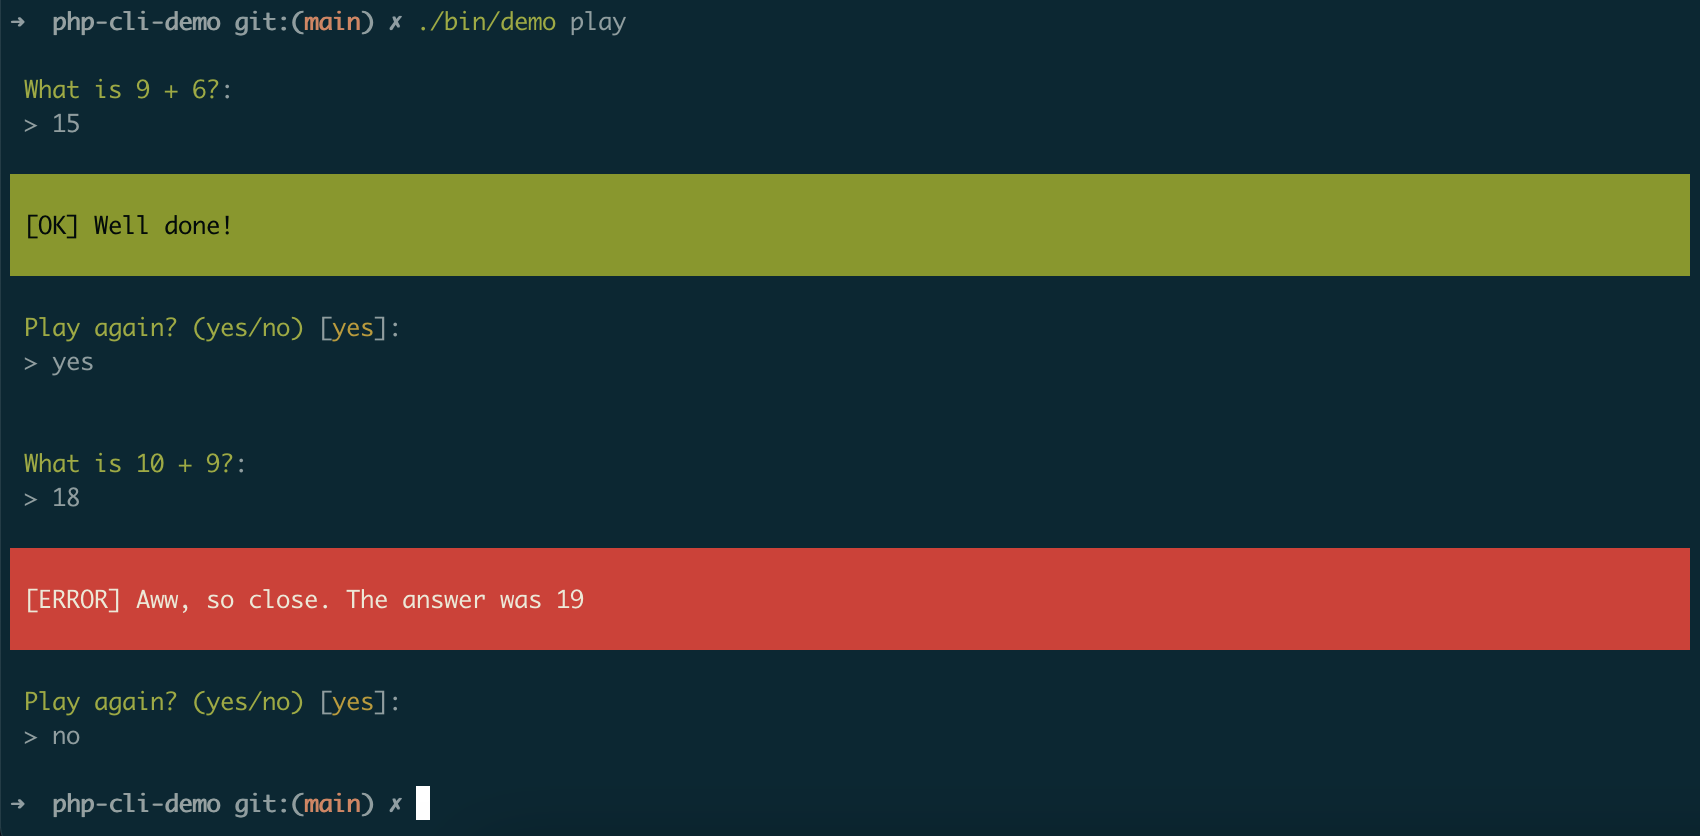 ➜  php-cli-demo git:(main) ✗ ./bin/demo play
What is 9 + 6?:
> 15
[OK] Well done!
Play again? (yes/no) [yes]:
> yes
What is 10 + 9?:
> 18
[ERROR] Aww, so close. The answer was 19
Play again? (yes/no) [yes]:
> no
➜  php-cli-demo git:(main) ✗